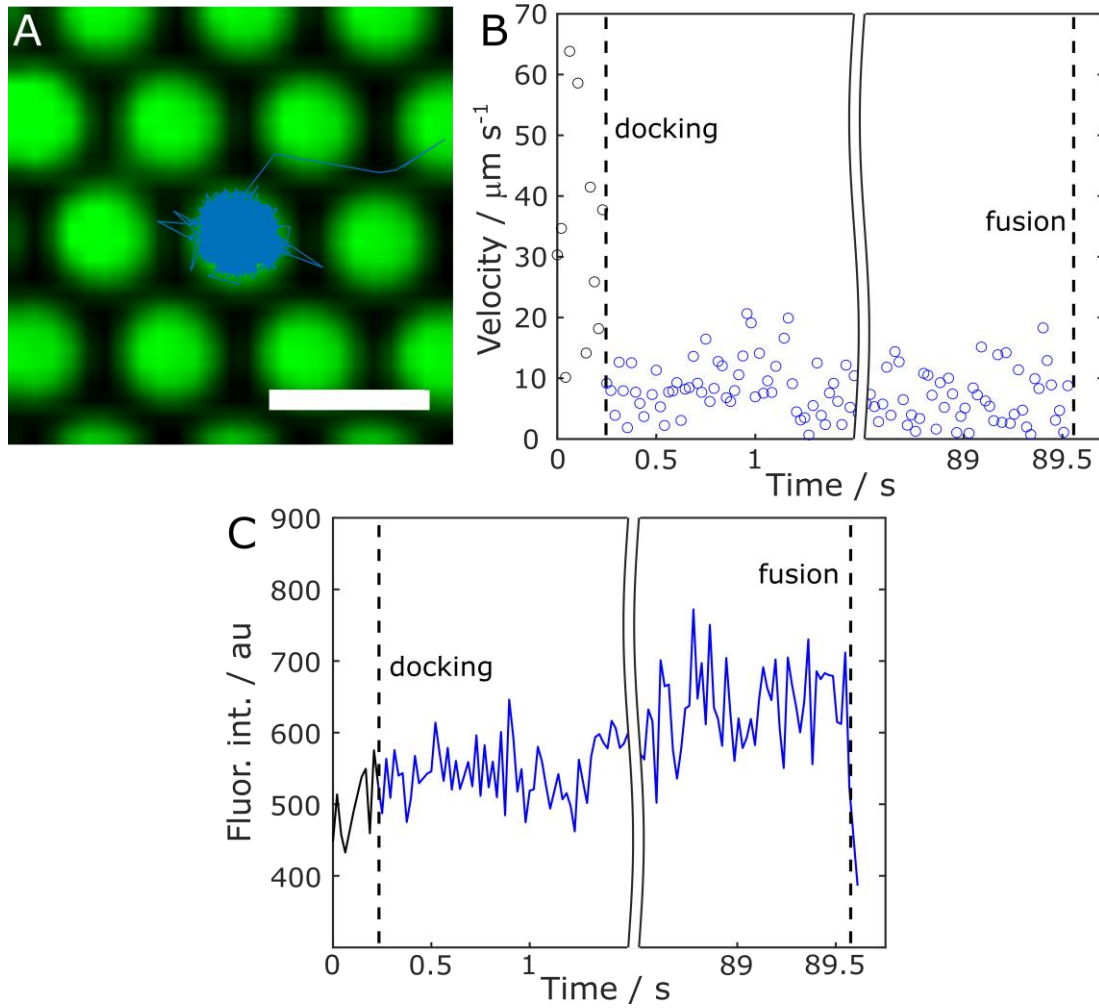 A
B
70
60
50
40
30
20
10
0
Velocity / μm s⁻¹
docking
fusion
0
0.5
1
89
89.5
Time / s
C
900
800
700
600
500
400
Fluor. int. / au
docking
fusion
0
0.5
1
89
89.5
Time / s